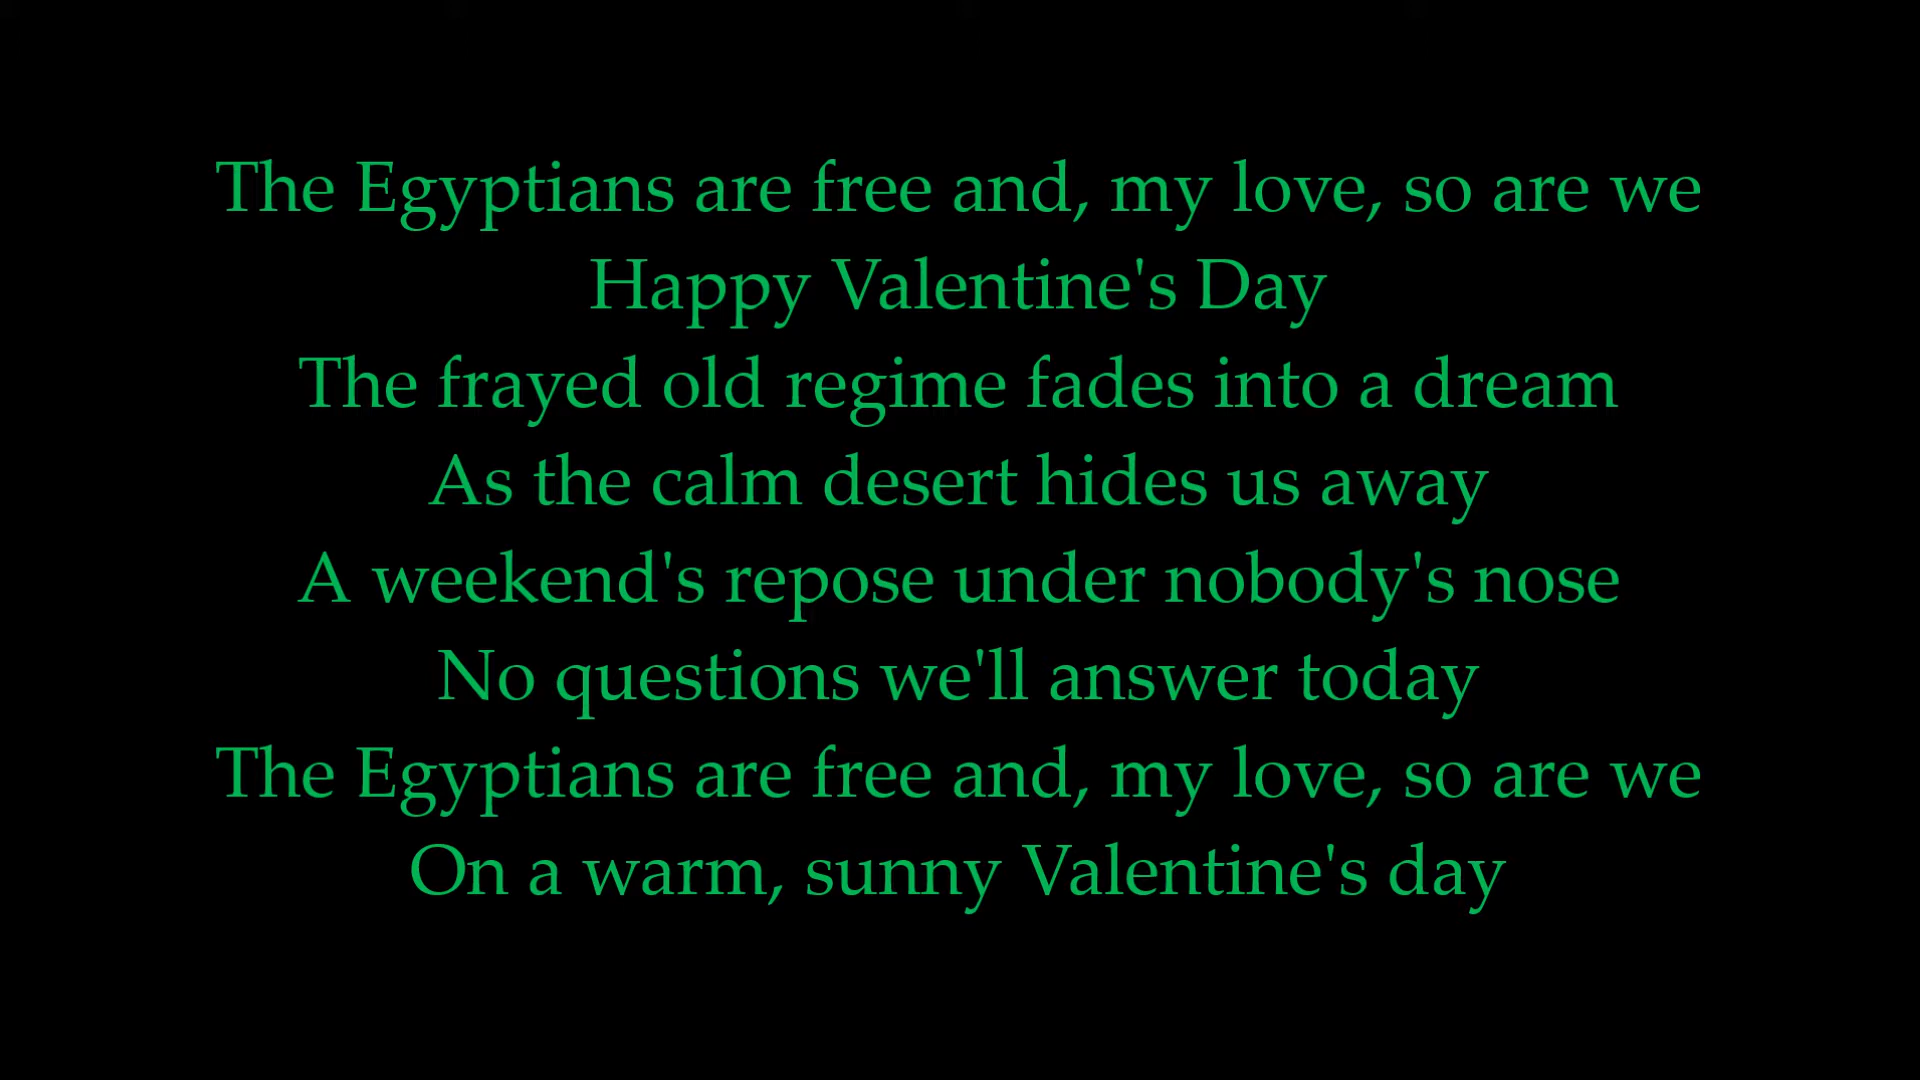 The Egyptians are free and, my love, so are we
Happy Valentine's Day
The frayed old regime fades into a dream
As the calm desert hides us away
A weekend's repose under nobody's nose
No questions we'll answer today
The Egyptians are free and, my love, so are we
On a warm, sunny Valentine's day